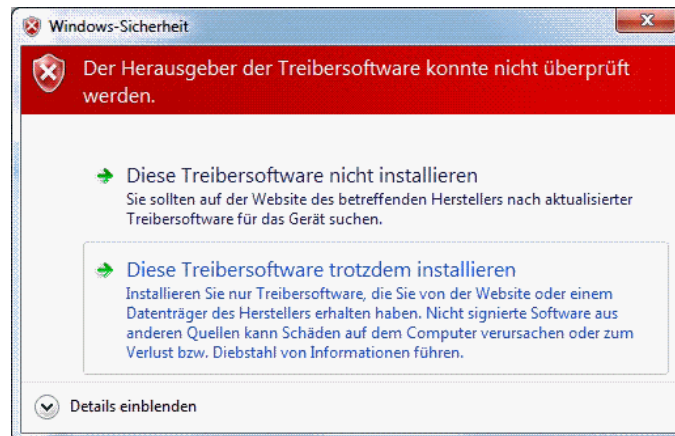 Windows-Sicherheit
Der Herausgeber der Treibersoftware konnte nicht überprüft
werden.
Diese Treibersoftware nicht installieren
Sie sollten auf der Website des betreffenden Herstellers nach aktualisierter
Treibersoftware für das Gerät suchen.
Diese Treibersoftware trotzdem installieren
Installieren Sie nur Treibersoftware, die Sie von der Website oder einem
Datenträger des Herstellers erhalten haben. Nicht signierte Software aus
anderen Quellen kann Schäden auf dem Computer verursachen oder zum
Verlust bzw. Diebstahl von Informationen führen.
Details einblenden